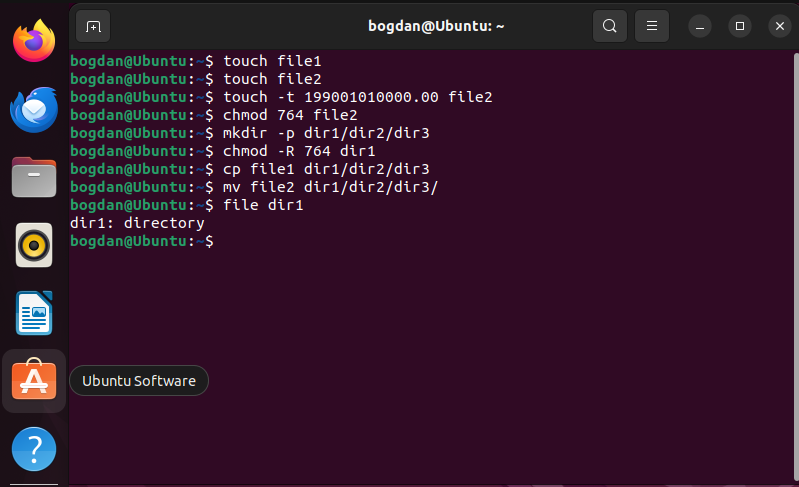 bogdan@Ubuntu: ~
bogdan@Ubuntu:~$ touch file1
bogdan@Ubuntu:~$ touch file2
bogdan@Ubuntu:~$ touch -t 199001010000.00 file2
bogdan@Ubuntu:~$ chmod 764 file2
bogdan@Ubuntu:~$ mkdir -p dir1/dir2/dir3
bogdan@Ubuntu:~$ chmod -R 764 dir1
bogdan@Ubuntu:~$ cp file1 dir1/dir2/dir3
bogdan@Ubuntu:~$ mv file2 dir1/dir2/dir3/
bogdan@Ubuntu:~$ file dir1
dir1: directory
bogdan@Ubuntu:~$
Ubuntu Software
?